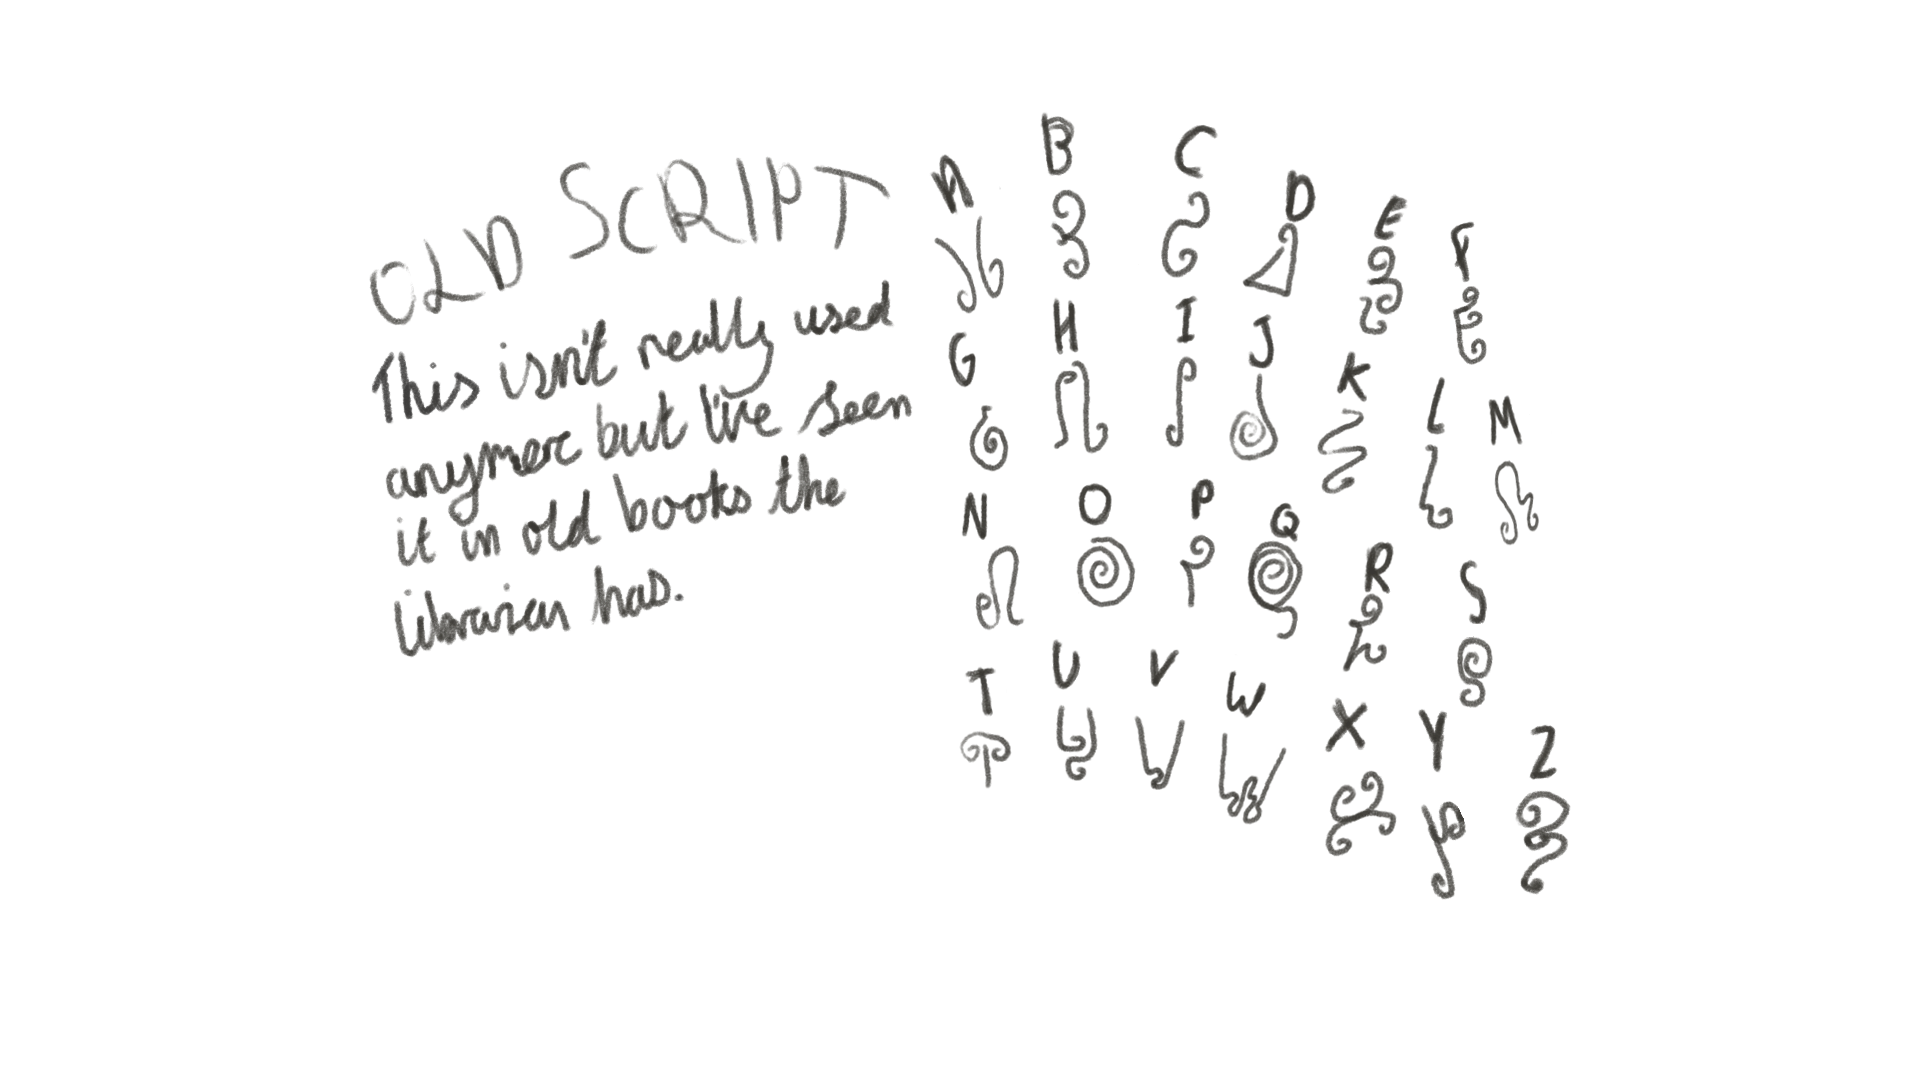 OLD SCRIPT
This isn't really used
anymore but I've seen
it in old books the
librarian has.
A B C D E F
G H I J K L M
N O P Q R S
T U V W X Y Z